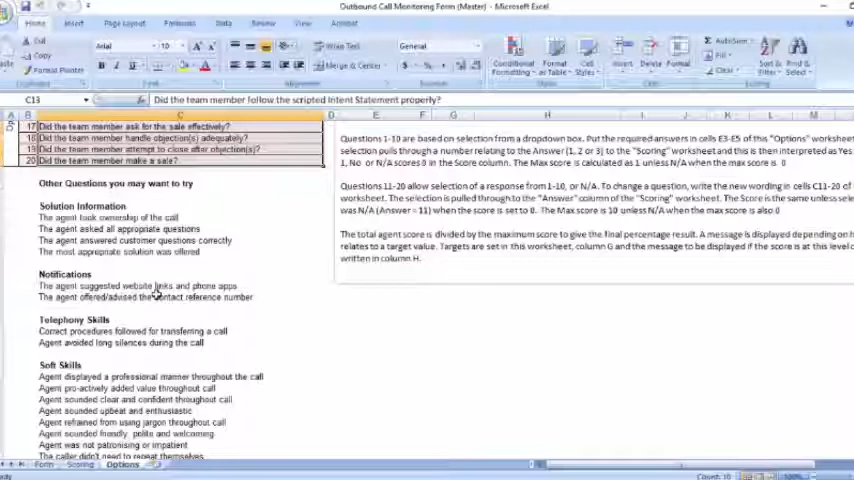 Outbound Call Monitoring Form (Master) - Microsoft Excel
Home Insert Page Layout Formulas Data Review View Acrobat
Cut
Copy
Format Painter
Arial 10
Wrap Text
Merge & Center
General
Conditional Formatting
Format as Table
Cell Styles
Insert Delete Format
AutoSum
Fill
Clear
Sort & Filter
Find & Select
C13 Did the team member follow the scripted Intent Statement properly?
A B C D E F G H I J K L M
17 Did the team member ask for the sale effectively?
18 Did the team member handle objection(s) adequately?
19 Did the team member attempt to close after objection(s)?
20 Did the team member make a sale?
Other Questions you may want to try
Solution Information
The agent took ownership of the call
The agent asked all appropriate questions
The agent answered customer questions correctly
The most appropriate solution was offered
Notifications
The agent suggested website links and phone apps
The agent offered/advised the contact reference number
Telephony Skills
Correct procedures followed for transferring a call
Agent avoided long silences during the call
Soft Skills
Agent displayed a professional manner throughout the call
Agent pro-actively added value throughout call
Agent sounded clear and confident throughout call
Agent sounded upbeat and enthusiastic
Agent refrained from using jargon throughout call
Agent sounded friendly polite and welcoming
Agent was not patronising or impatient
The caller didn't need to repeat themselves
Questions 1-10 are based on selection from a dropdown box. Put the required answers in cells E3-E5 of this "Options" worksheet
selection pulls through a number relating to the Answer (1, 2 or 3) to the "Scoring" worksheet and this is then interpreted as Yes
1, No or N/A scores 0 in the Score column. The Max score is calculated as 1 unless N/A when the max score is 0
Questions 11-20 allow selection of a response from 1-10, or N/A. To change a question, write the new wording in cells C11-20 of
worksheet. The selection is pulled through to the "Answer" column of the "Scoring" worksheet. The Score is the same unless sele
was N/A (Answer = 11) when the score is set to 0. The Max score is 10 unless N/A when the max score is also 0
The total agent score is divided by the maximum score to give the final percentage result. A message is displayed depending on h
relates to a target value. Targets are set in this worksheet, column G and the message to be displayed if the score is at this level o
written in column H.
Form Scoring Options
Count: 10 100%